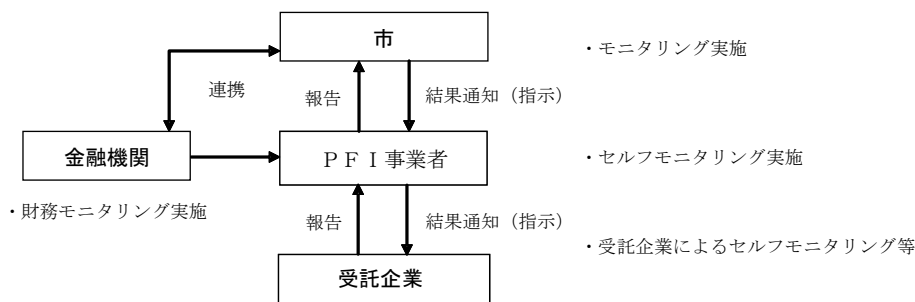 市
・モニタリング実施
連携
報告
結果通知（指示）
金融機関
ＰＦＩ事業者
・セルフモニタリング実施
・財務モニタリング実施
報告
結果通知（指示）
・受託企業によるセルフモニタリング等
受託企業